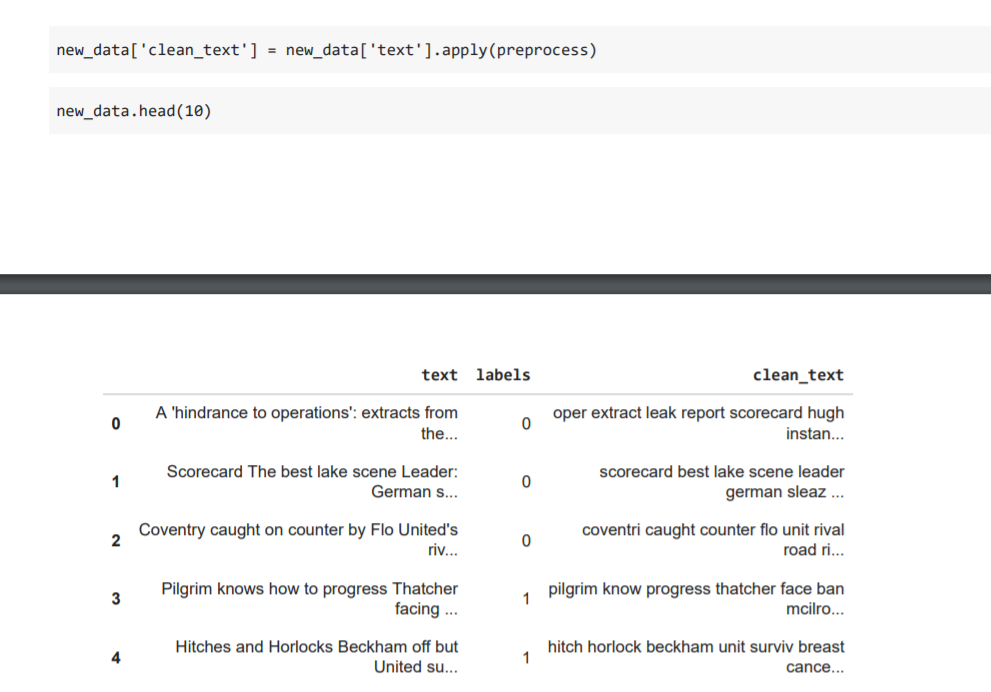 new_data['clean_text'] = new_data['text'].apply(preprocess)
new_data.head(10)
text labels clean_text
0 A 'hindrance to operations': extracts from the... 0 oper extract leak report scorecard hugh instan...
1 Scorecard The best lake scene Leader: German s... 0 scorecard best lake scene leader german sleaz ...
2 Coventry caught on counter by Flo United's riv... 0 coventri caught counter flo unit rival road ri...
3 Pilgrim knows how to progress Thatcher facing ... 1 pilgrim know progress thatcher face ban mcilro...
4 Hitches and Horlocks Beckham off but United su... 1 hitch horlock beckham unit surviv breast cance...